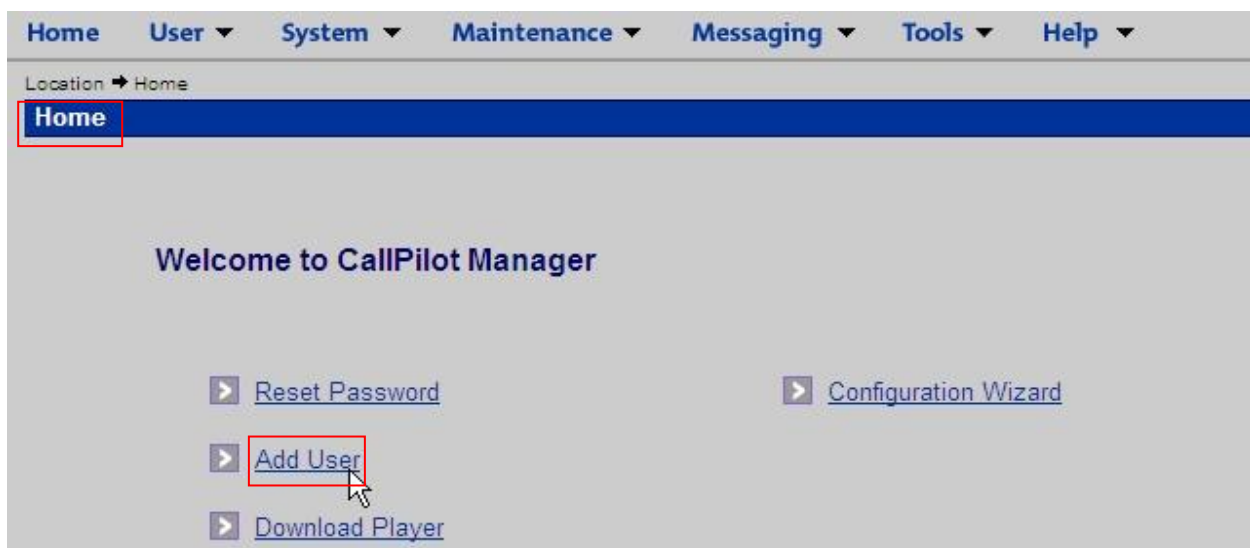 Home User ▼ System ▼ Maintenance ▼ Messaging ▼ Tools ▼ Help ▼
Location ➔ Home
Home
Welcome to CallPilot Manager
Reset Password Configuration Wizard
Add User
Download Player